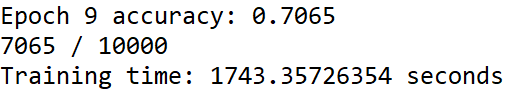 Epoch 9 accuracy: 0.7065
7065 / 10000
Training time: 1743.35726354 seconds